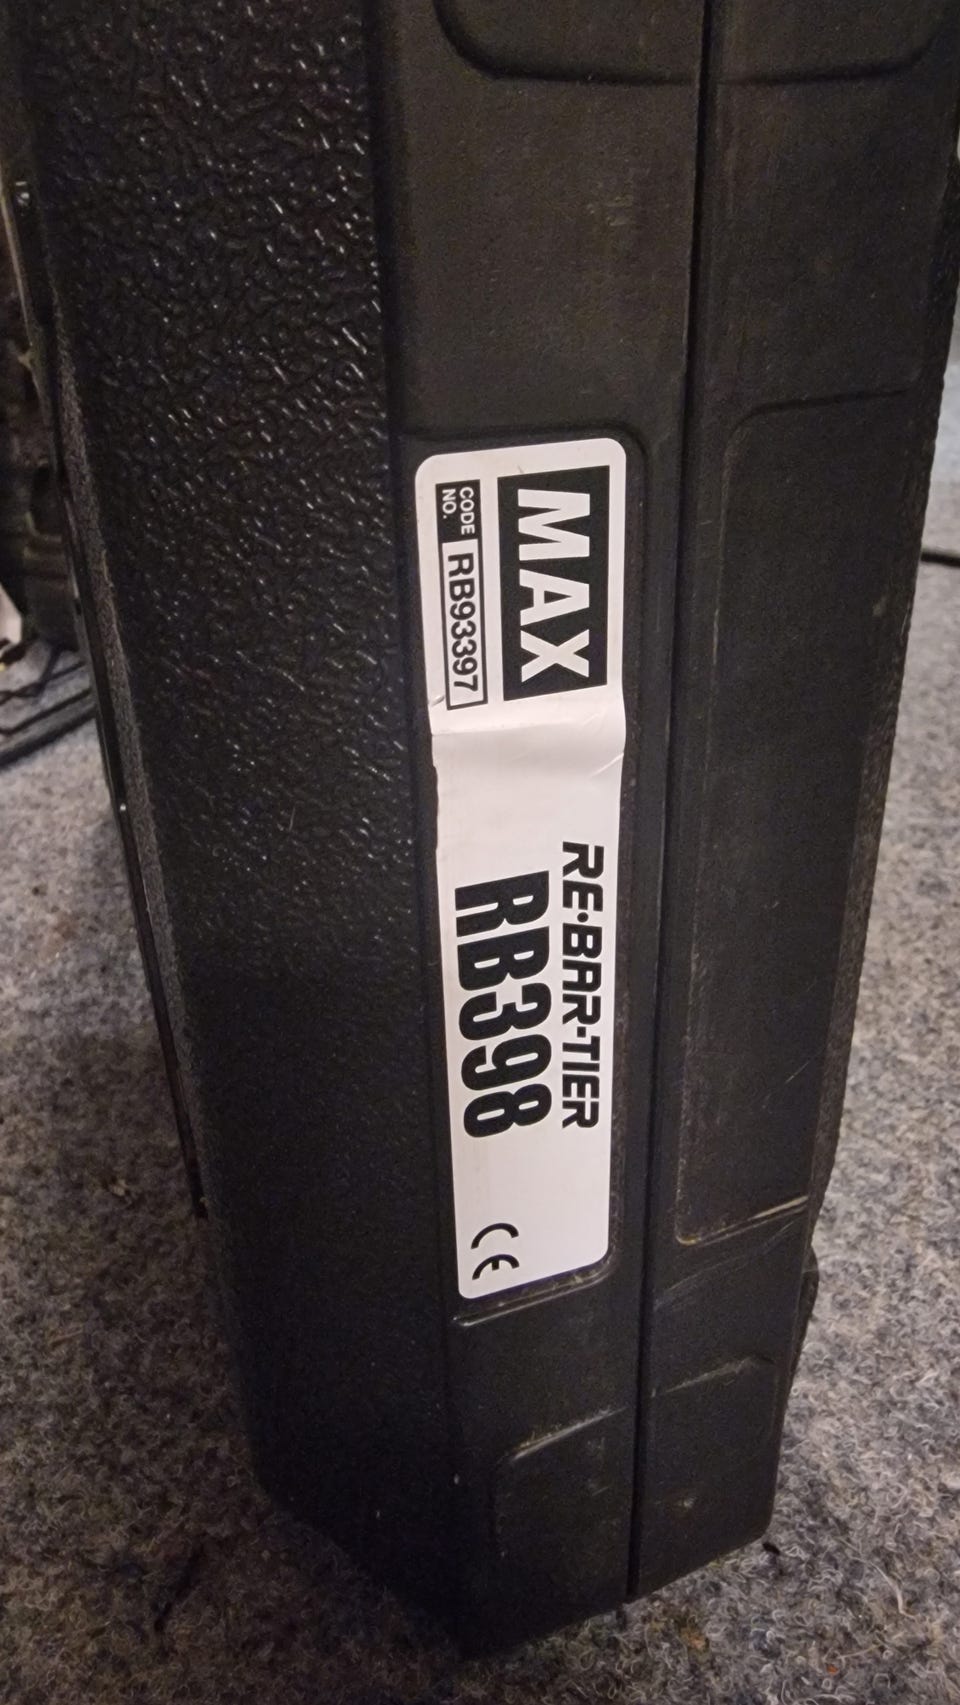 MAX
CODE
NO.
RB93397
RE-BAR-TIER
RB398
CE